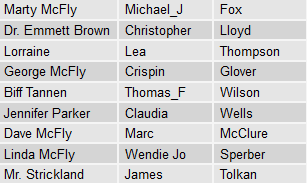 Marty McFly Michael_J Fox
Dr. Emmett Brown Christopher Lloyd
Lorraine Lea Thompson
George McFly Crispin Glover
Biff Tannen Thomas_F Wilson
Jennifer Parker Claudia Wells
Dave McFly Marc McClure
Linda McFly Wendie Jo Sperber
Mr. Strickland James Tolkan